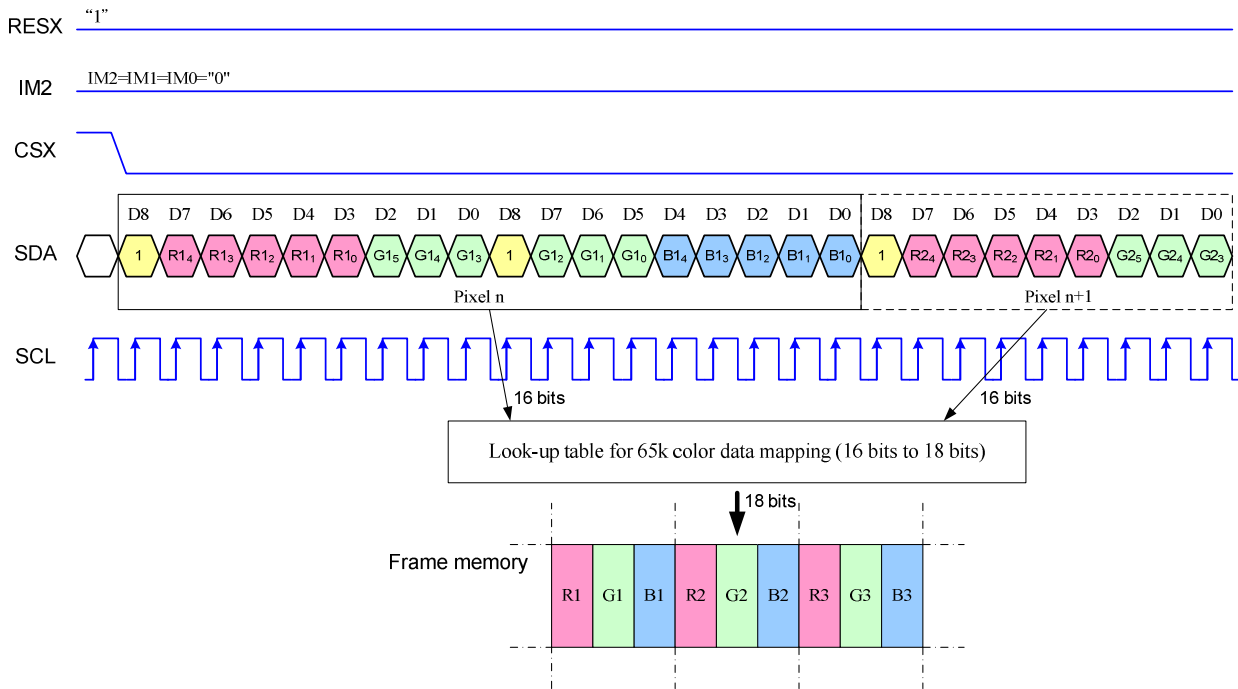 RESX “1”
IM2 IM2=IM1=IM0="0"
CSX
D8 D7 D6 D5 D4 D3 D2 D1 D0 D8 D7 D6 D5 D4 D3 D2 D1 D0 D8 D7 D6 D5 D4 D3 D2 D1 D0
SDA 1 R1₄ R1₃ R1₂ R1₁ R1₀ G1₅ G1₄ G1₃ 1 G1₂ G1₁ G1₀ B1₄ B1₃ B1₂ B1₁ B1₀ 1 R2₄ R2₃ R2₂ R2₁ R2₀ G2₅ G2₄ G2₃
Pixel n Pixel n+1
SCL
16 bits 16 bits
Look-up table for 65k color data mapping (16 bits to 18 bits)
18 bits
Frame memory
R1 G1 B1 R2 G2 B2 R3 G3 B3